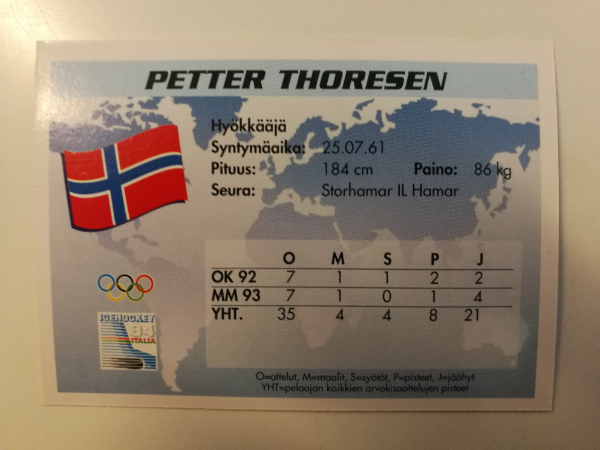 PETTER THORESEN
Hyökkääjä
Syntymäaika: 25.07.61
Pituus: 184 cm Paino: 86 kg
Seura: Storhamar IL Hamar
O M S P J
OK 92 7 1 1 2 2
MM 93 7 1 0 1 4
YHT. 35 4 4 8 21
ICEHOCKET
94
ITALIA
O=ottelut, M=maalit, S=syötöt, P=pisteet, J=jäähyt
YHT=pelaajan kaikkien arvokisaottelujen pisteet